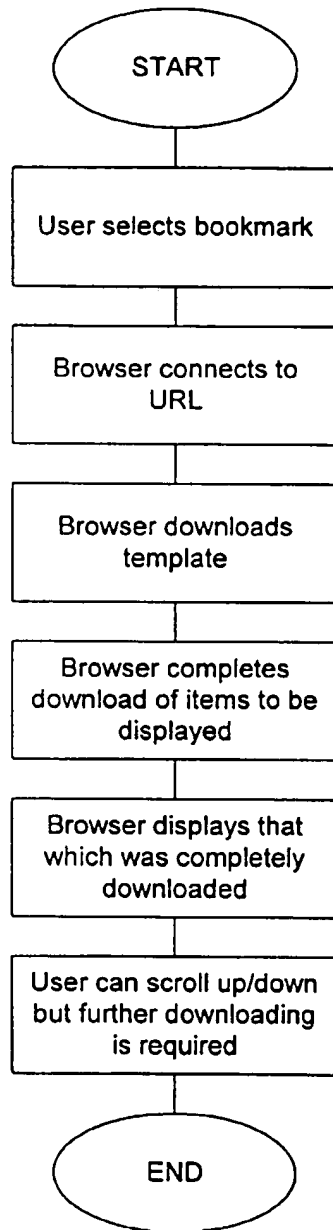 START
User selects bookmark
Browser connects to
URL
Browser downloads
template
Browser completes
download of items to be
displayed
Browser displays that
which was completely
downloaded
User can scroll up/down
but further downloading
is required
END